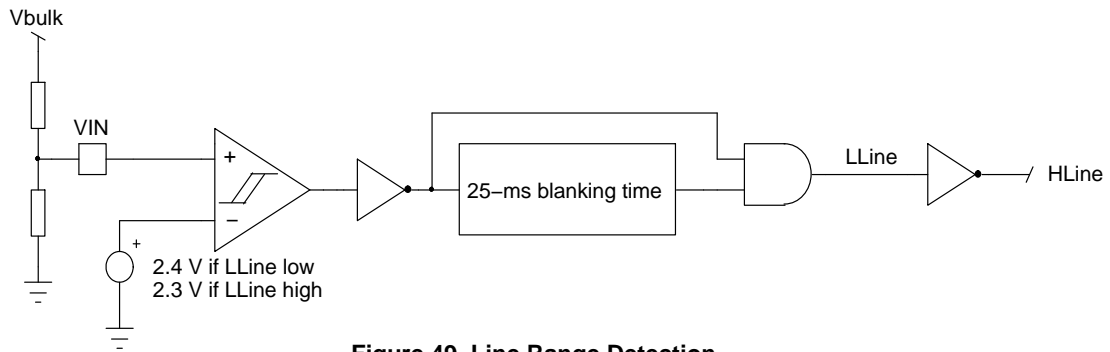 Vbulk
VIN
+
−
+
2.4 V if LLine low
2.3 V if LLine high
25−ms blanking time
LLine
HLine
Figure 49. Line Range Detection